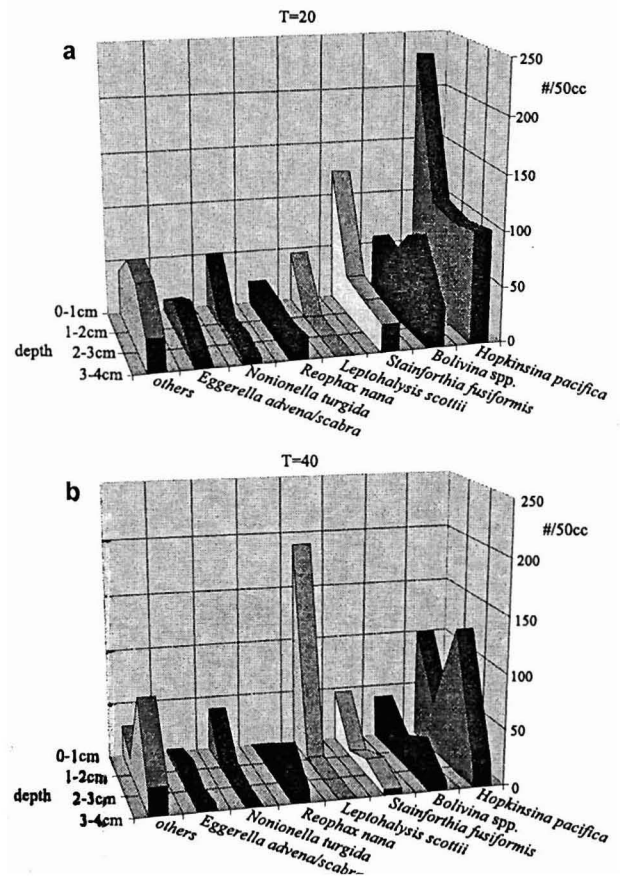 T=20
a
250
#/50cc
200
150
100
50
0
0-1cm
1-2cm
depth
2-3cm
3-4cm
others
Eggerella advena/scabra
Nonionella turgida
Reophax nana
Leptohalysis scottii
Stainforthia fusiformis
Bolivina spp.
Hopkinsina pacifica
T=40
b
250
#/50cc
200
150
100
50
0
0-1cm
1-2cm
depth
2-3cm
3-4cm
others
Eggerella advena/scabra
Nonionella turgida
Reophax nana
Leptohalysis scottii
Stainforthia fusiformis
Bolivina spp.
Hopkinsina pacifica